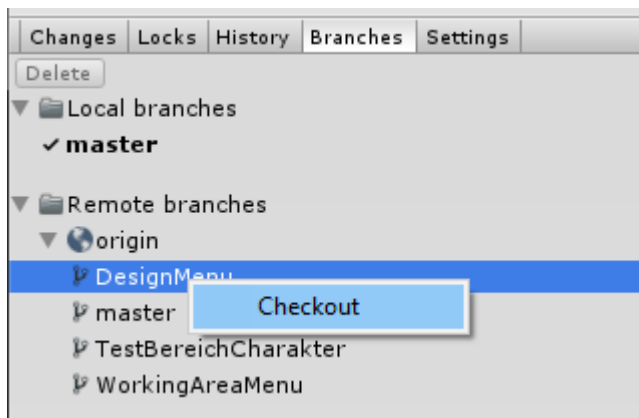 Changes Locks History Branches Settings
Delete
Local branches
master
Remote branches
origin
DesignMenu
Checkout
master
TestBereichCharakter
WorkingAreaMenu